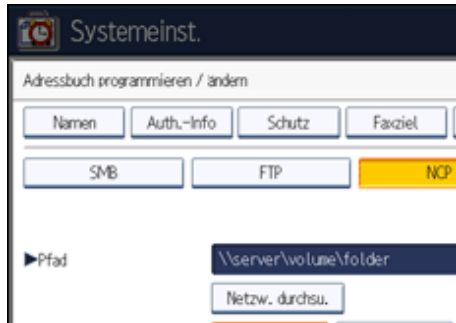 Systemeinst.
Adressbuch programmieren / ändern
Namen Auth.-Info Schutz Faxziel
SMB FTP NCP
►Pfad \\server\volume\folder
Netzw. durchsu.